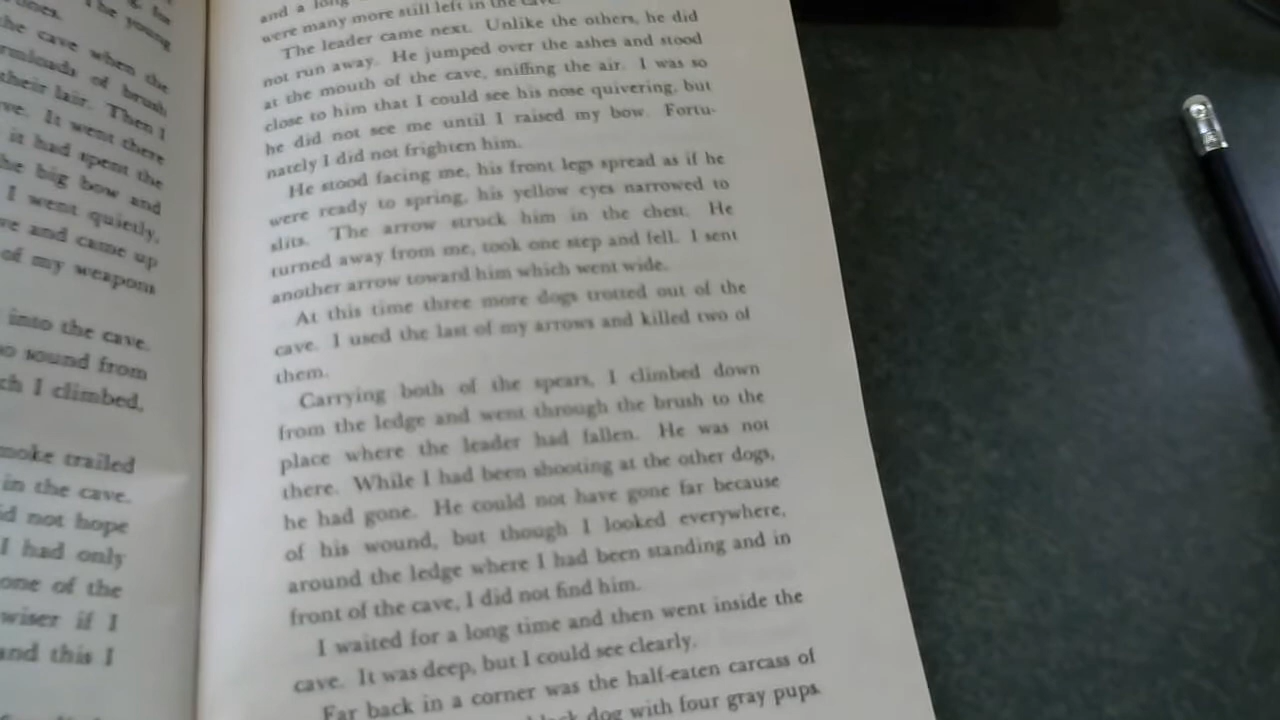 The young
the cave when the
armloads of brush
their lair. Then I
ve. It went there
it had spent the
the big bow and
I went quietly,
ve and came up
of my weapons
into the cave.
o sound from
ch I climbed,
moke trailed
in the cave.
id not hope
I had only
one of the
wiser if I
and this I
and a long
were many more still left in the cave.
The leader came next. Unlike the others, he did
not run away. He jumped over the ashes and stood
at the mouth of the cave, sniffing the air. I was so
close to him that I could see his nose quivering, but
he did not see me until I raised my bow. Fortu-
nately I did not frighten him.
He stood facing me, his front legs spread as if he
were ready to spring, his yellow eyes narrowed to
slits. The arrow struck him in the chest. He
turned away from me, took one step and fell. I sent
another arrow toward him which went wide.
At this time three more dogs trotted out of the
cave. I used the last of my arrows and killed two of
them.
Carrying both of the spears, I climbed down
from the ledge and went through the brush to the
place where the leader had fallen. He was not
there. While I had been shooting at the other dogs,
he had gone. He could not have gone far because
of his wound, but though I looked everywhere,
around the ledge where I had been standing and in
front of the cave, I did not find him.
I waited for a long time and then went inside the
cave. It was deep, but I could see clearly.
Far back in a corner was the half-eaten carcass of
dog with four gray pups